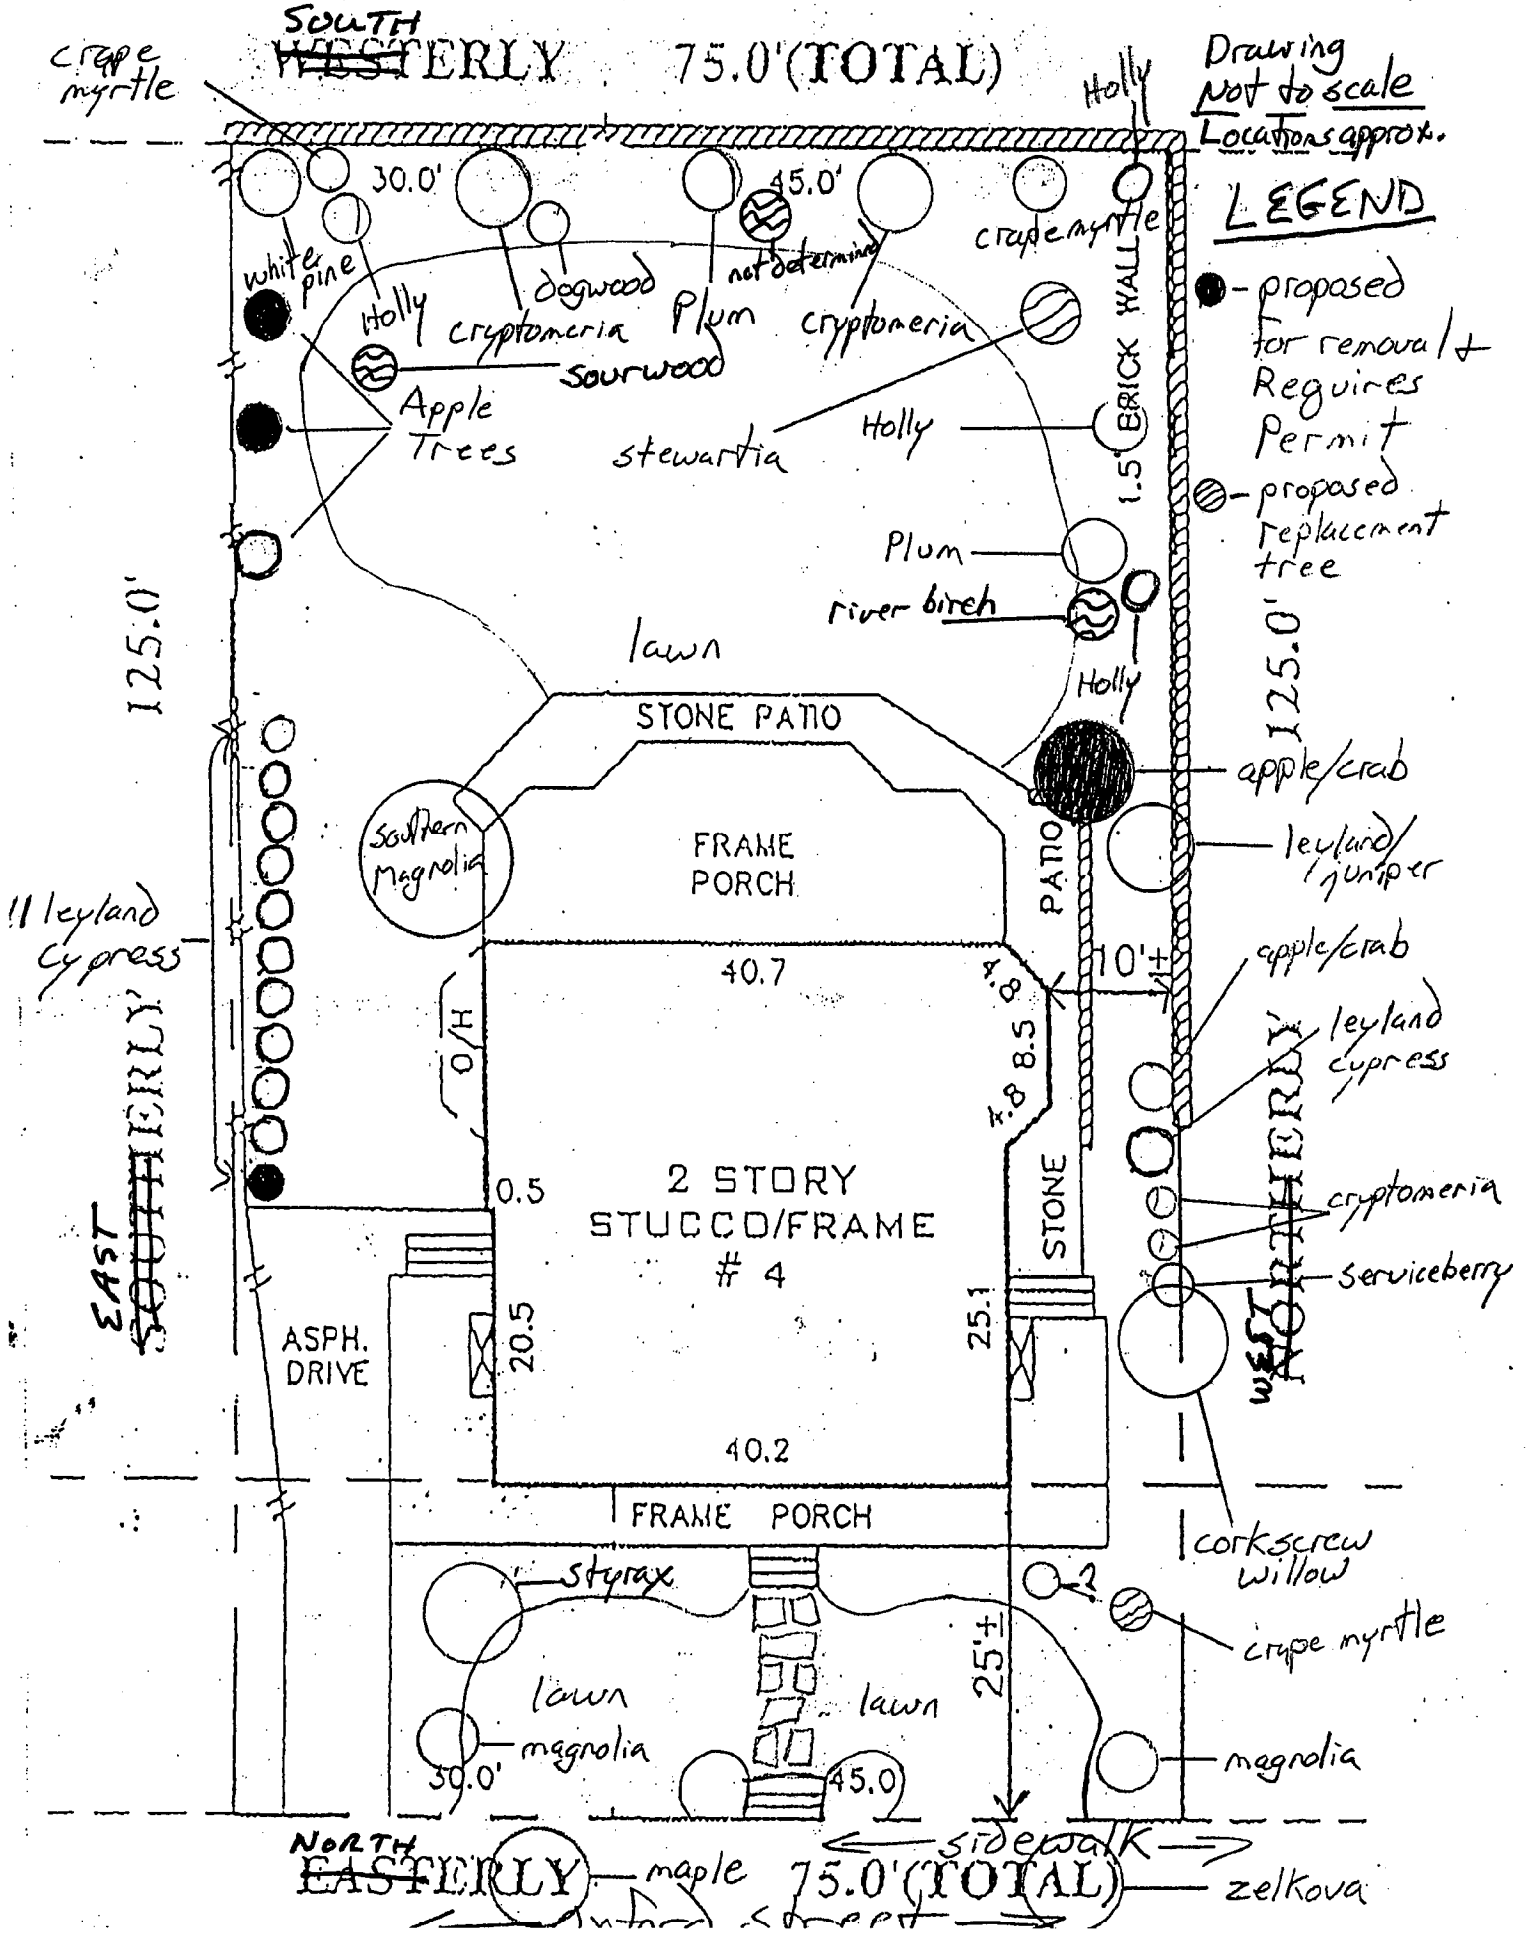 SOUTH
WESTERLY 75.0'(TOTAL)
crape
myrtle
Holly
Drawing
Not to scale
Locations approx.
30.0'
45.0'
LEGEND
white
pine
Holly
cryptomeria
dogwood
Plum
not determined
cryptomeria
crape myrtle
- proposed
for removal +
Requires
Permit
- proposed
replacement
tree
sourwood
Apple
Trees
stewartia
Holly
1.5' BRICK WALL
Plum
river birch
Holly
lawn
125.0'
125.0'
STONE PATIO
apple/crab
Southern
Magnolia
FRAME
PORCH
PATIO
leyland/
juniper
11 leyland
cypress
40.7
4.8
8.5
4.8
10'±
apple/crab
leyland
cypress
O/H
EAST
SOUTHERLY
0.5
2 STORY
STUCCO/FRAME
# 4
STONE
cryptomeria
serviceberry
WEST
NORTHERLY
ASPH.
DRIVE
20.5
25.1
40.2
FRAME PORCH
corkscrew
willow
styrax
?
crape myrtle
25'±
lawn
lawn
magnolia
magnolia
30.0'
45.0
sidewalk
NORTH
EASTERLY
maple
75.0'(TOTAL)
zelkova
street